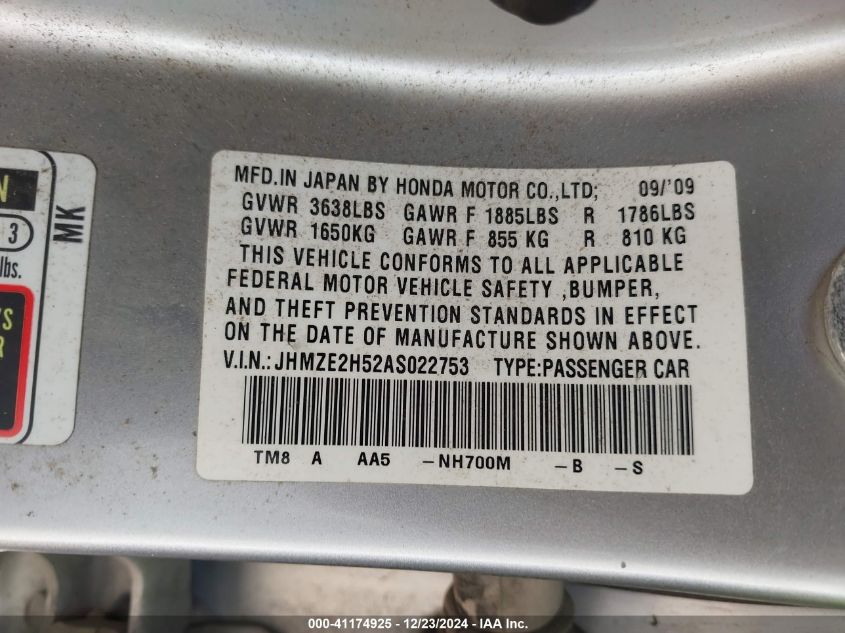 MFD.IN JAPAN BY HONDA MOTOR CO.,LTD; 09/'09
GVWR 3638LBS GAWR F 1885LBS R 1786LBS
GVWR 1650KG GAWR F 855 KG R 810 KG
THIS VEHICLE CONFORMS TO ALL APPLICABLE
FEDERAL MOTOR VEHICLE SAFETY ,BUMPER,
AND THEFT PREVENTION STANDARDS IN EFFECT
ON THE DATE OF MANUFACTURE SHOWN ABOVE.
V.I.N.: JHMZE2H52AS022753 TYPE:PASSENGER CAR
TM8 A AA5 -NH700M -B -S
N
3
MK
lbs.
S
R
000-41174925 - 12/23/2024 - IAA Inc.